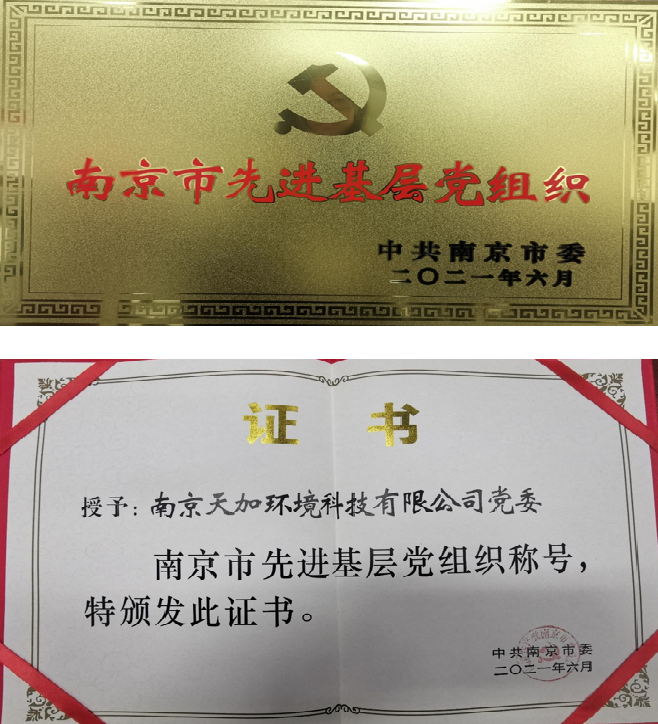 南京市先进基层党组织
中共南京市委
二〇二一年六月
证书
授予：南京天加环境科技有限公司党委
南京市先进基层党组织称号，
特颁发此证书。
中共南京市委
二〇二一年六月